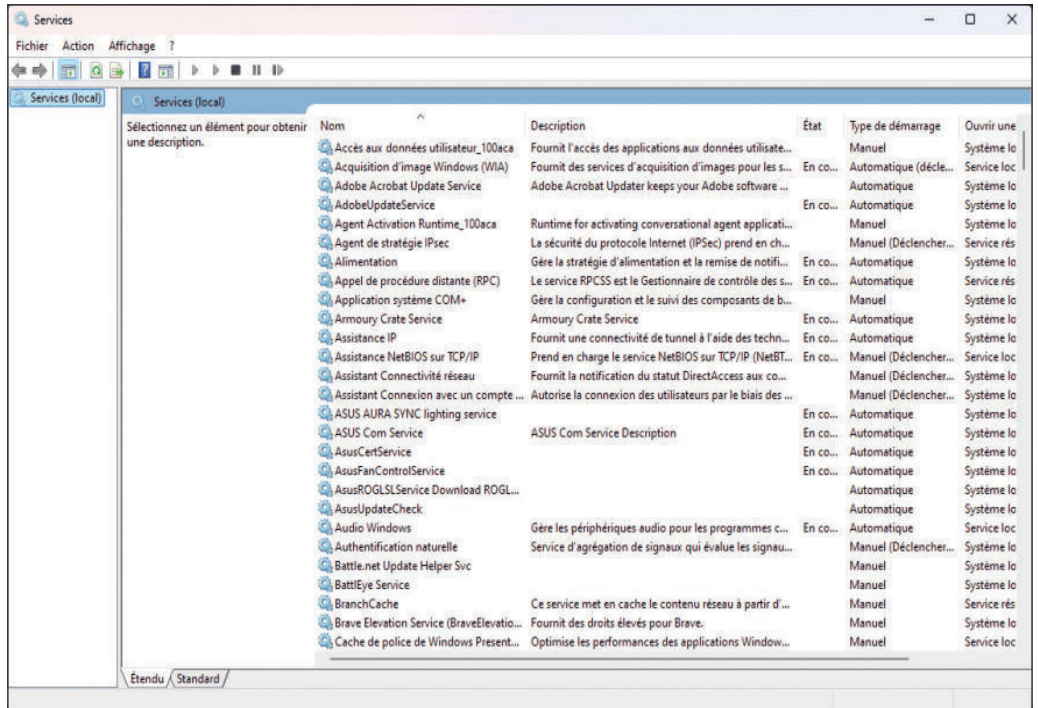 Services
Fichier Action Affichage ?
Services (local)
Services (local)
Sélectionnez un élément pour obtenir
une description.
Nom Description État Type de démarrage Ouvrir une
Accès aux données utilisateur_100aca Fournit l'accès des applications aux données utilisate... Manuel Système lo
Acquisition d'image Windows (WIA) Fournit des services d'acquisition d'images pour les s... En co... Automatique (décle... Service loc
Adobe Acrobat Update Service Adobe Acrobat Updater keeps your Adobe software ... En co... Automatique Système lo
AdobeUpdateService En co... Automatique Système lo
Agent Activation Runtime_100aca Runtime for activating conversational agent applicati... Manuel Système lo
Agent de stratégie IPsec La sécurité du protocole Internet (IPSec) prend en ch... Manuel (Déclencher... Service rés
Alimentation Gère la stratégie d'alimentation et la remise de notifi... En co... Automatique Système lo
Appel de procédure distante (RPC) Le service RPCSS est le Gestionnaire de contrôle des s... En co... Automatique Service rés
Application système COM+ Gère la configuration et le suivi des composants de b... Manuel Système lo
Armoury Crate Service Armoury Crate Service En co... Automatique Système lo
Assistance IP Fournit une connectivité de tunnel à l'aide des techn... En co... Automatique Système lo
Assistance NetBIOS sur TCP/IP Prend en charge le service NetBIOS sur TCP/IP (NetBT... En co... Manuel (Déclencher... Service loc
Assistant Connectivité réseau Fournit la notification du statut DirectAccess aux co... Manuel (Déclencher... Système lo
Assistant Connexion avec un compte ... Autorise la connexion des utilisateurs par le biais des ... Manuel (Déclencher... Système lo
ASUS AURA SYNC lighting service En co... Automatique Système lo
ASUS Com Service ASUS Com Service Description En co... Automatique Système lo
AsusCertService En co... Automatique Système lo
AsusFanControlService En co... Automatique Système lo
AsusROGLSLService Download ROGL... Automatique Système lo
AsusUpdateCheck Automatique Système lo
Audio Windows Gère les périphériques audio pour les programmes c... En co... Automatique Service loc
Authentification naturelle Service d'agrégation de signaux qui évalue les signau... Manuel (Déclencher... Système lo
Battle.net Update Helper Svc Manuel Système lo
BattlEye Service Manuel Système lo
BranchCache Ce service met en cache le contenu réseau à partir d'... Manuel Service rés
Brave Elevation Service (BraveElevatio... Fournit des droits élevés pour Brave. Manuel Système lo
Cache de police de Windows Present... Optimise les performances des applications Window... Manuel Service loc
Étendu Standard